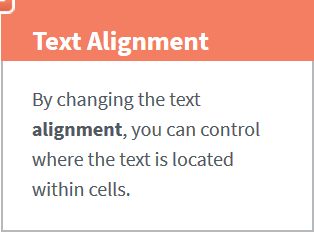 Text Alignment
By changing the text
alignment, you can control
where the text is located
within cells.